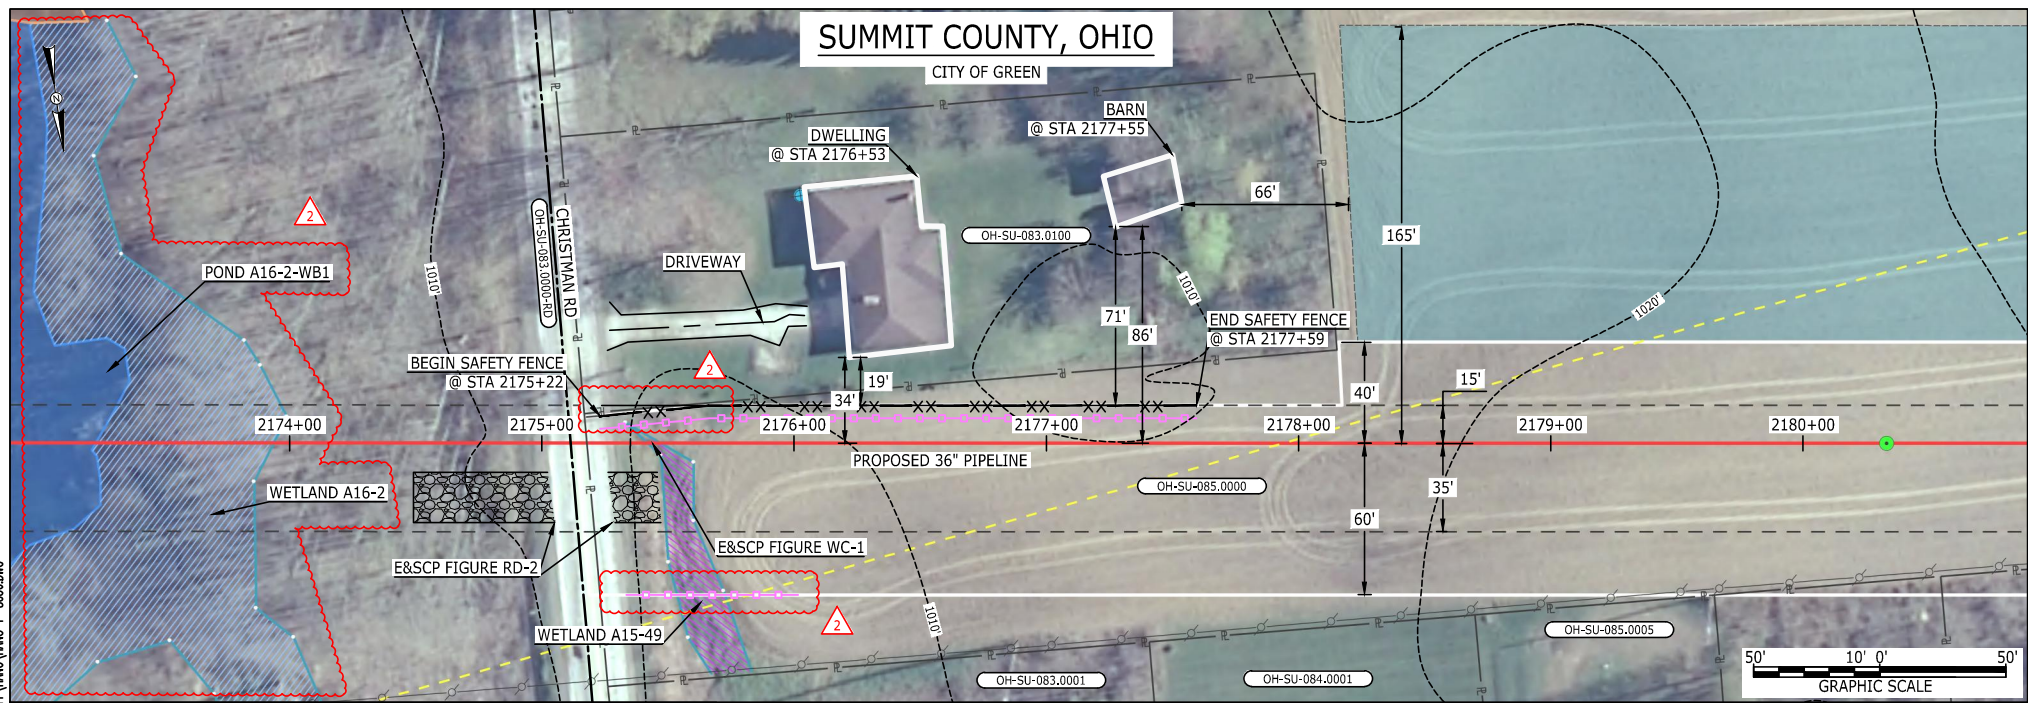 SUMMIT COUNTY, OHIO
CITY OF GREEN
BARN
@ STA 2177+55
DWELLING
@ STA 2176+53
2
66'
OH-SU-083.0100
165'
CHRISTMAN RD
OH-SU-083.0000-RD
DRIVEWAY
POND A16-2-WB1
1010'
1010'
1020'
71'
86'
END SAFETY FENCE
@ STA 2177+59
BEGIN SAFETY FENCE
@ STA 2175+22
2
19'
34'
40'
15'
2174+00
2175+00
2176+00
2177+00
2178+00
2179+00
2180+00
PROPOSED 36" PIPELINE
WETLAND A16-2
OH-SU-085.0000
35'
60'
E&SCP FIGURE WC-1
E&SCP FIGURE RD-2
1010'
2
WETLAND A15-49
OH-SU-085.0005
OH-SU-083.0001
OH-SU-084.0001
50'
10'
0'
50'
GRAPHIC SCALE